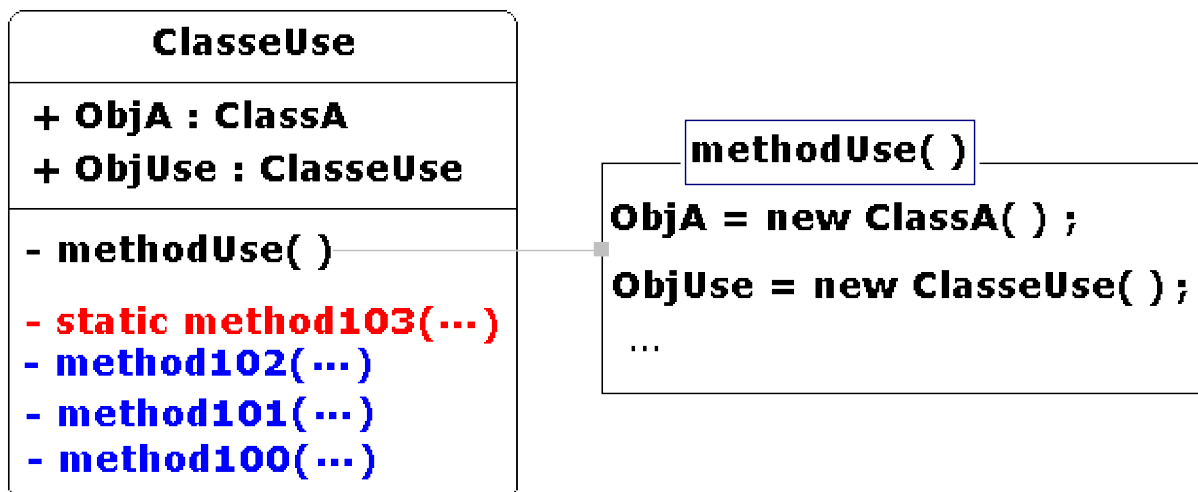 ClasseUse
+ ObjA : ClassA
+ ObjUse : ClasseUse
- methodUse( )
- static method103(...)
- method102(...)
- method101(...)
- method100(...)
methodUse( )
ObjA = new ClassA( ) ;
ObjUse = new ClasseUse( ) ;
...